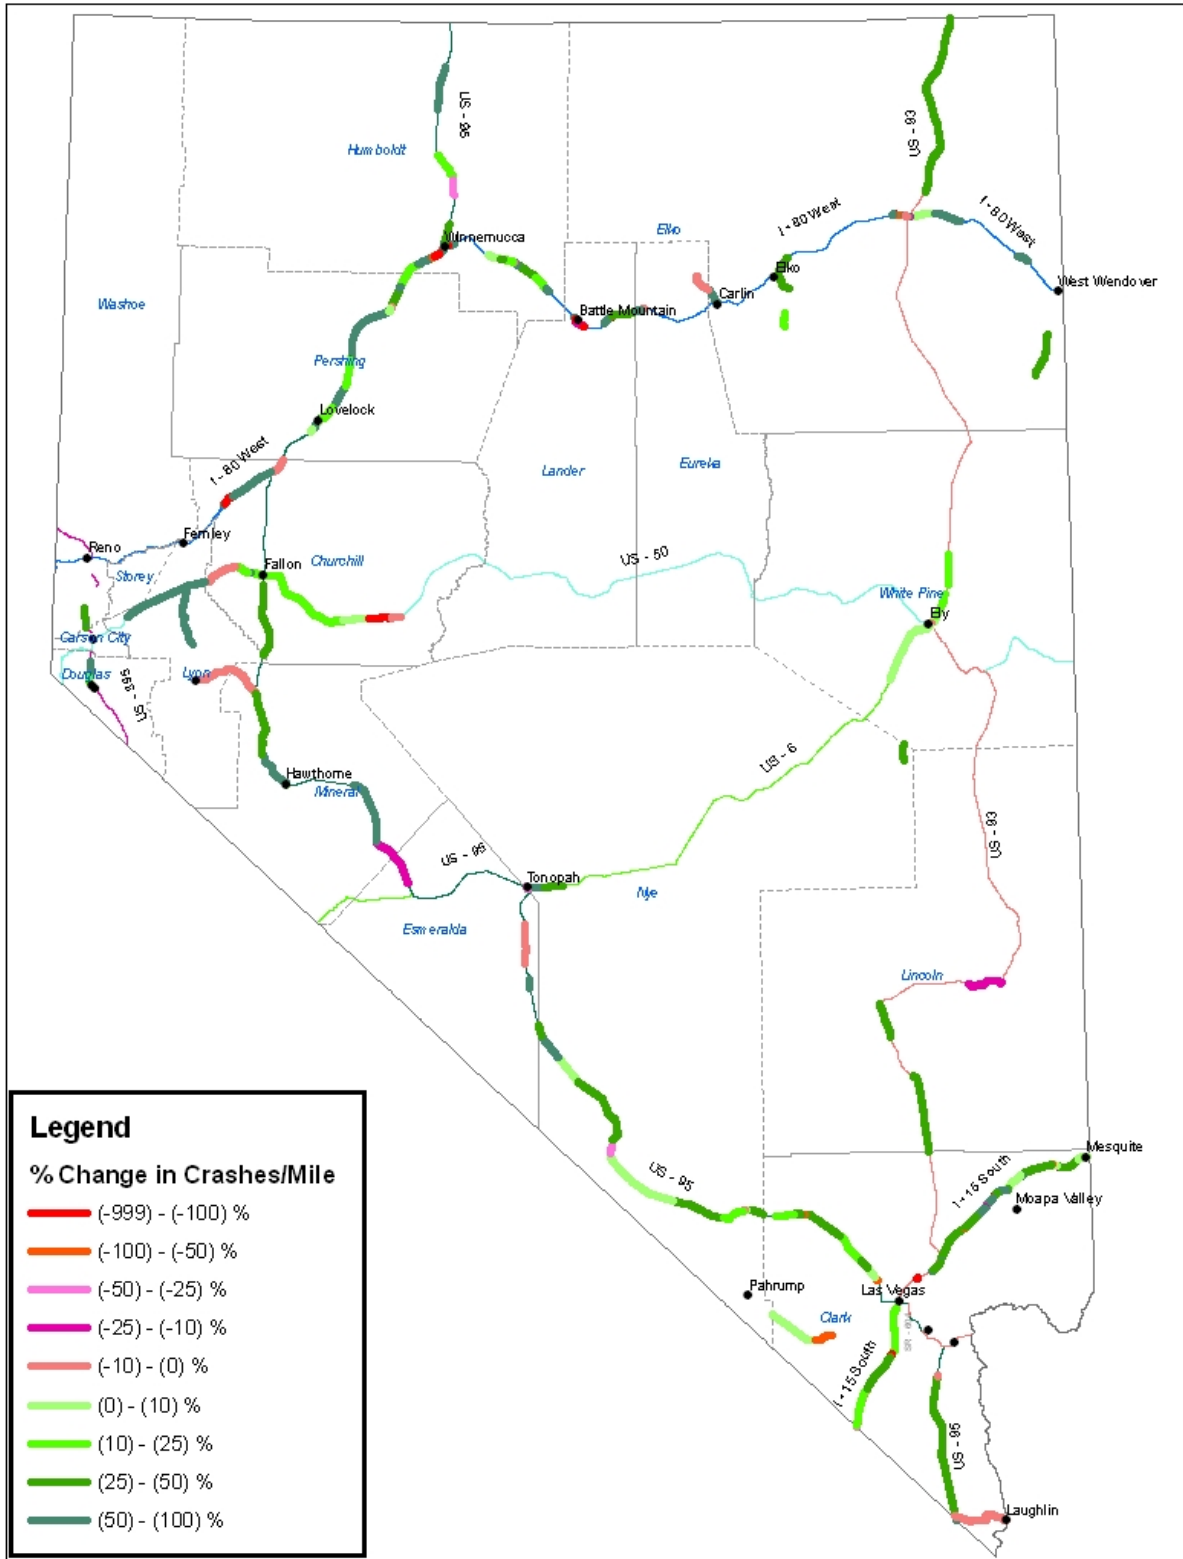 US - 95
US - 93
Humboldt
Winnemucca
Elko
I - 80 West
I - 80 West
Elko
West Wendover
Carlin
Washoe
Battle Mountain
Pershing
Lovelock
I - 80 West
Lander
Eureka
Reno
Fernley
Storey
Fallon
Churchill
US - 50
White Pine
Ely
Carson City
Douglas
US - 395
Lyon
Hawthorne
Mineral
US - 6
US - 93
US - 95
Tonopah
Nye
Esmeralda
Lincoln
Mesquite
I - 15 South
Moapa Valley
US - 95
Pahrump
Las Vegas
Clark
I - 15 South
US - 95
Laughlin
Legend
% Change in Crashes/Mile
(-999) - (-100) %
(-100) - (-50) %
(-50) - (-25) %
(-25) - (-10) %
(-10) - (0) %
(0) - (10) %
(10) - (25) %
(25) - (50) %
(50) - (100) %